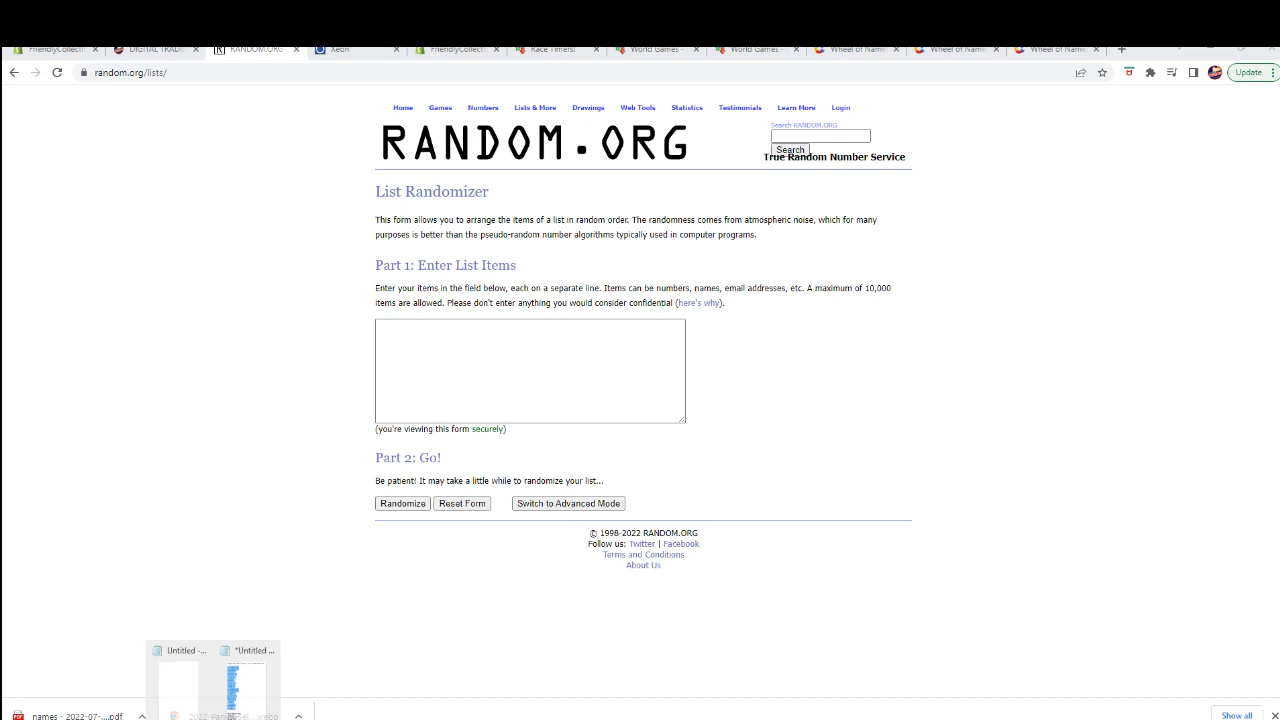 FriendlyCollecti
DIGITAL TRADI
RANDOM.ORG
Xeon
FriendlyCollect
Race Timers!
World Games -
World Games -
Wheel of Name
Wheel of Name
Wheel of Name
random.org/lists/
Update
Home Games Numbers Lists & More Drawings Web Tools Statistics Testimonials Learn More Login
RANDOM.ORG
Search RANDOM.ORG
Search
True Random Number Service
List Randomizer
This form allows you to arrange the items of a list in random order. The randomness comes from atmospheric noise, which for many
purposes is better than the pseudo-random number algorithms typically used in computer programs.
Part 1: Enter List Items
Enter your items in the field below, each on a separate line. Items can be numbers, names, email addresses, etc. A maximum of 10,000
items are allowed. Please don't enter anything you would consider confidential (here's why).
(you're viewing this form securely)
Part 2: Go!
Be patient! It may take a little while to randomize your list...
Randomize Reset Form Switch to Advanced Mode
© 1998-2022 RANDOM.ORG
Follow us: Twitter | Facebook
Terms and Conditions
About Us
Untitled -...
*Untitled ...
names - 2022-07-....pdf
Show all